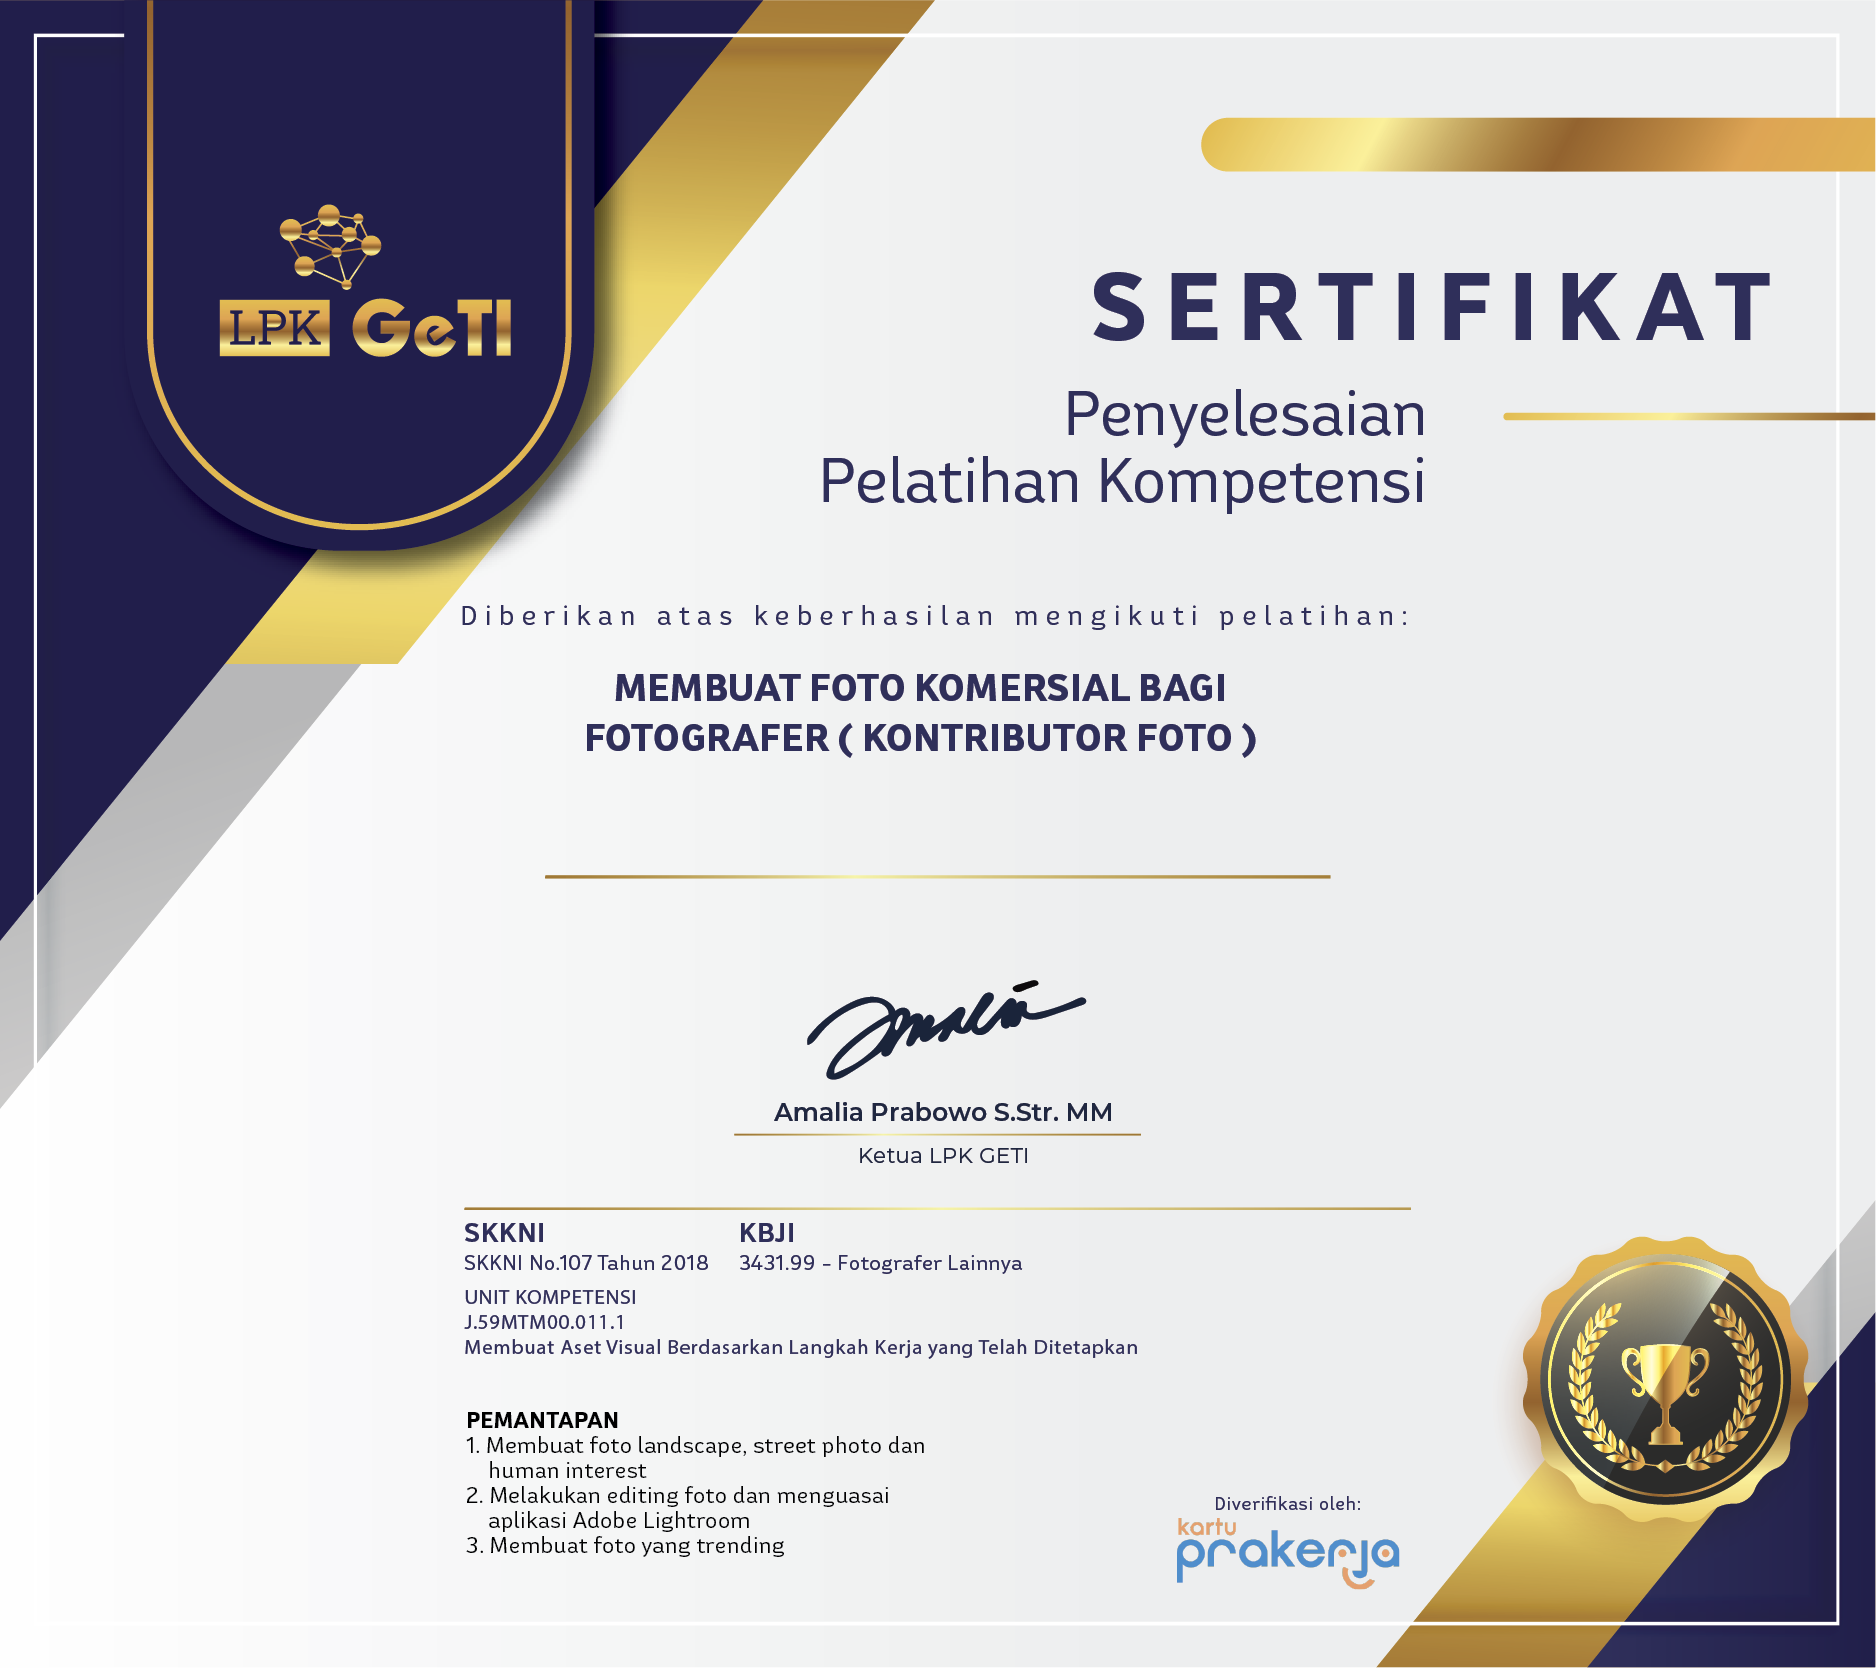 LPK GeTI
SERTIFIKAT
Penyelesaian
Pelatihan Kompetensi
Diberikan atas keberhasilan mengikuti pelatihan:
MEMBUAT FOTO KOMERSIAL BAGI
FOTOGRAFER ( KONTRIBUTOR FOTO )
Amalia
Amalia Prabowo S.Str. MM
Ketua LPK GETI
SKKNI
SKKNI No.107 Tahun 2018
KBJI
3431.99 - Fotografer Lainnya
UNIT KOMPETENSI
J.59MTM00.011.1
Membuat Aset Visual Berdasarkan Langkah Kerja yang Telah Ditetapkan
PEMANTAPAN
1. Membuat foto landscape, street photo dan
human interest
2. Melakukan editing foto dan menguasai
aplikasi Adobe Lightroom
3. Membuat foto yang trending
Diverifikasi oleh:
kartu
prakerja